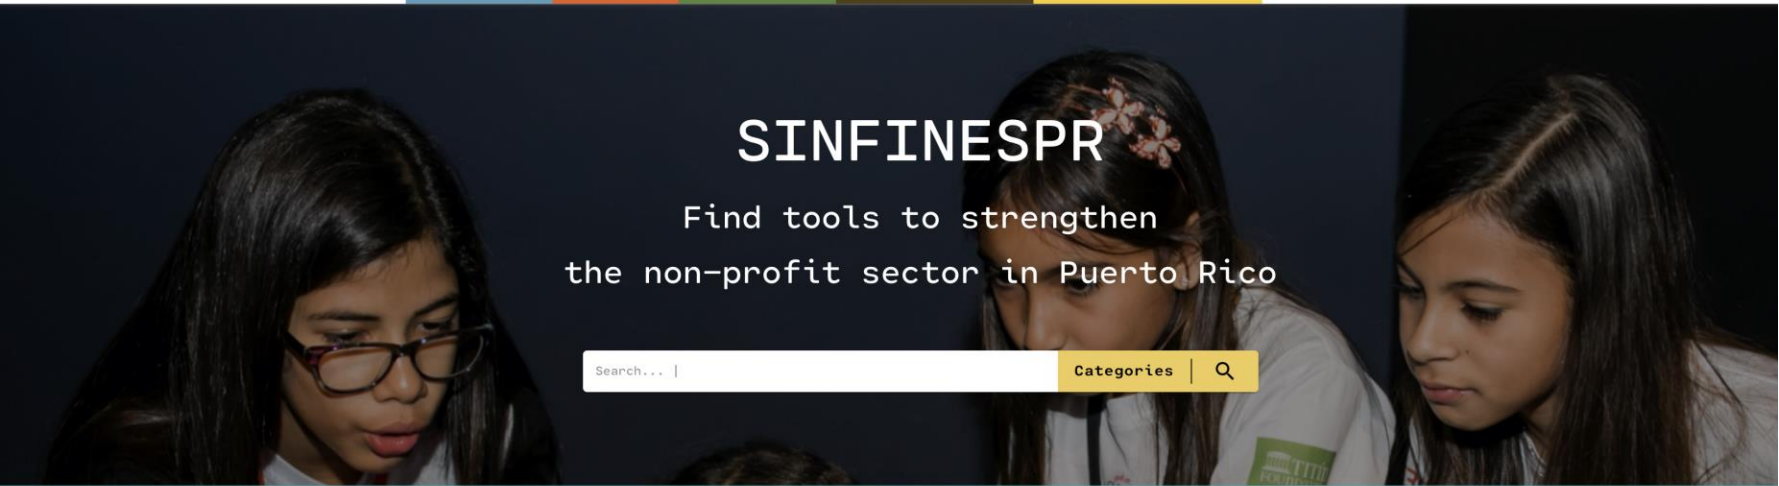 SINFINESPR
Find tools to strengthen
the non-profit sector in Puerto Rico
Search... |
Categories